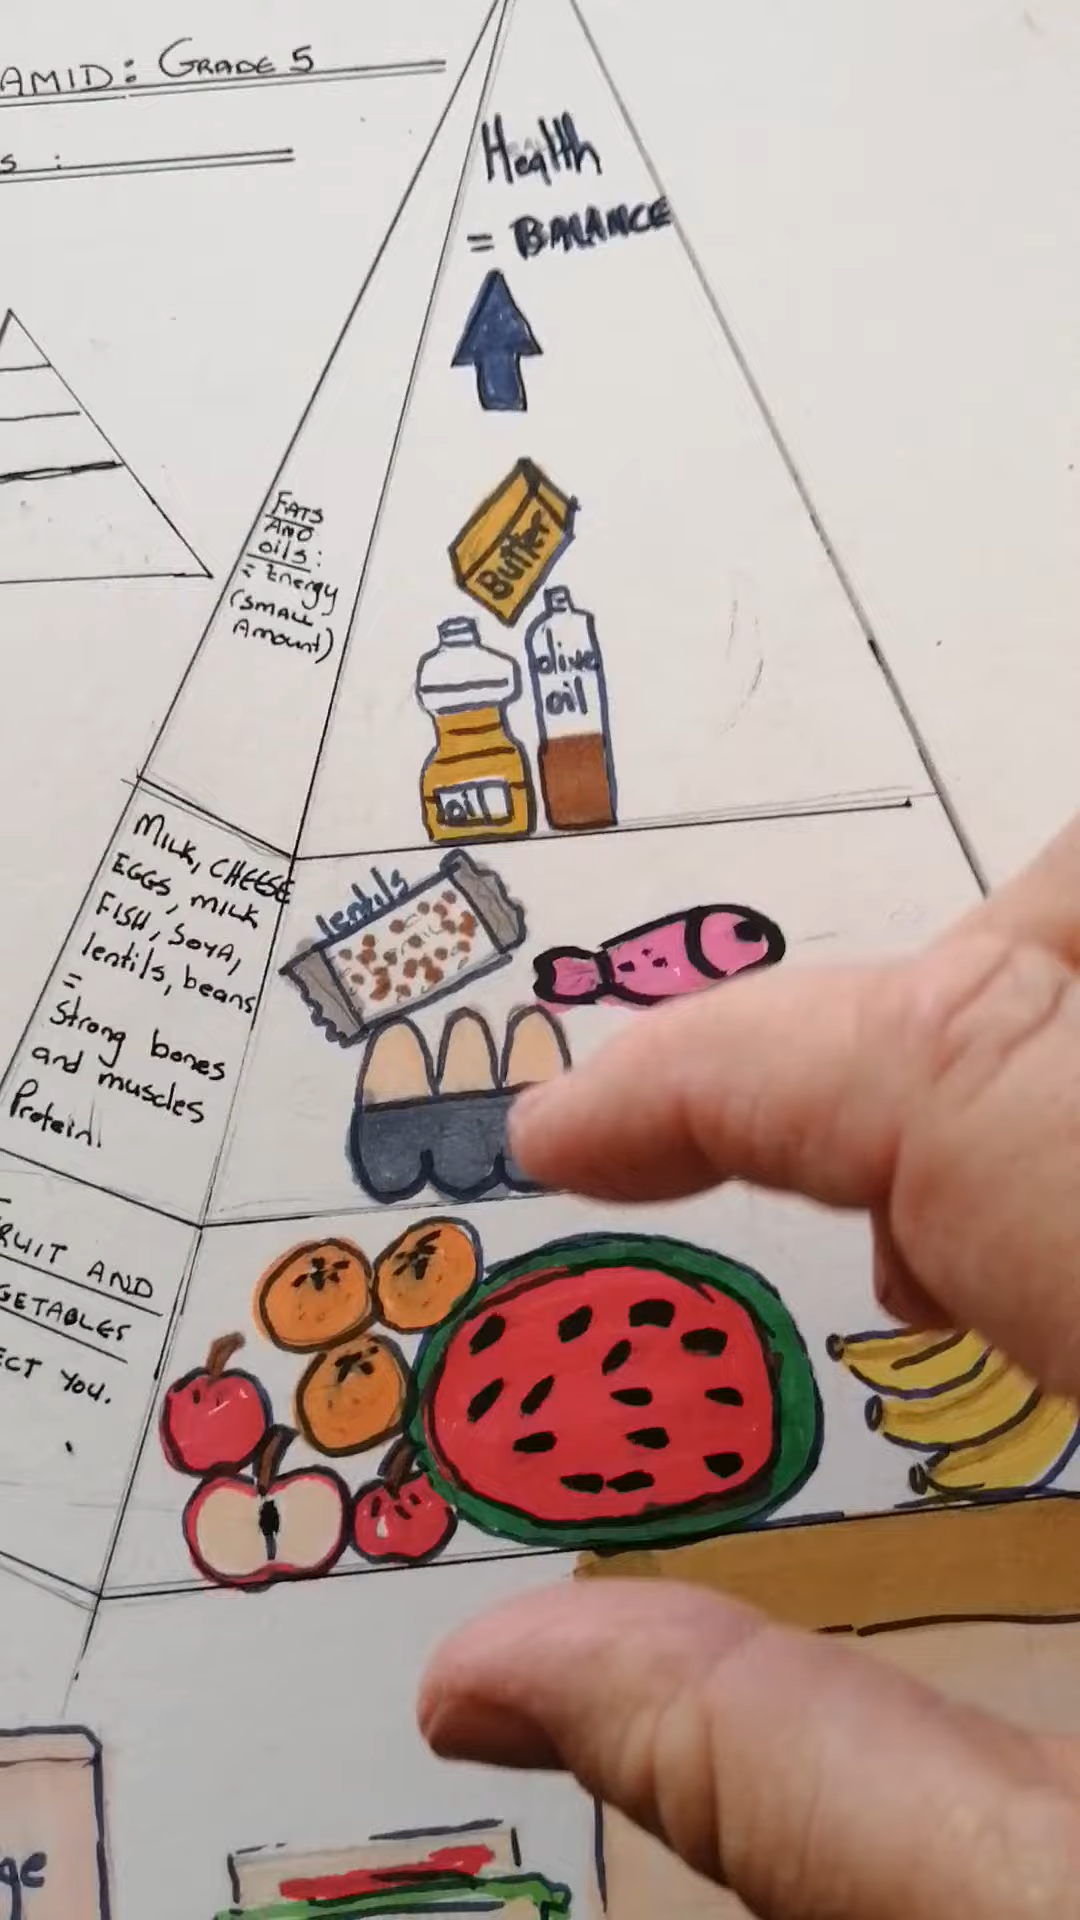 AMID: GRADE 5
S :
Health
= BALANCE
FATS
AND
OILS:
= Energy
(SMALL
Amount)
Butter
olive
oil
oil
MILK, CHEESE
EGGS, MILK
FISH, SOYA,
lentils, beans
=
Strong bones
and muscles
Protein.
lentils
FRUIT AND
GETABLES
ECT YOU.
ge